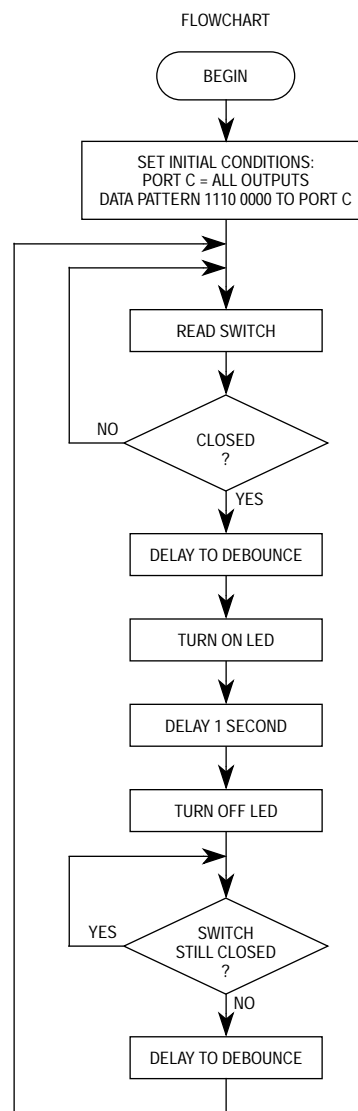 FLOWCHART
BEGIN
SET INITIAL CONDITIONS:
PORT C = ALL OUTPUTS
DATA PATTERN 1110 0000 TO PORT C
READ SWITCH
NO
CLOSED
?
YES
DELAY TO DEBOUNCE
TURN ON LED
DELAY 1 SECOND
TURN OFF LED
YES
SWITCH
STILL CLOSED
?
NO
DELAY TO DEBOUNCE